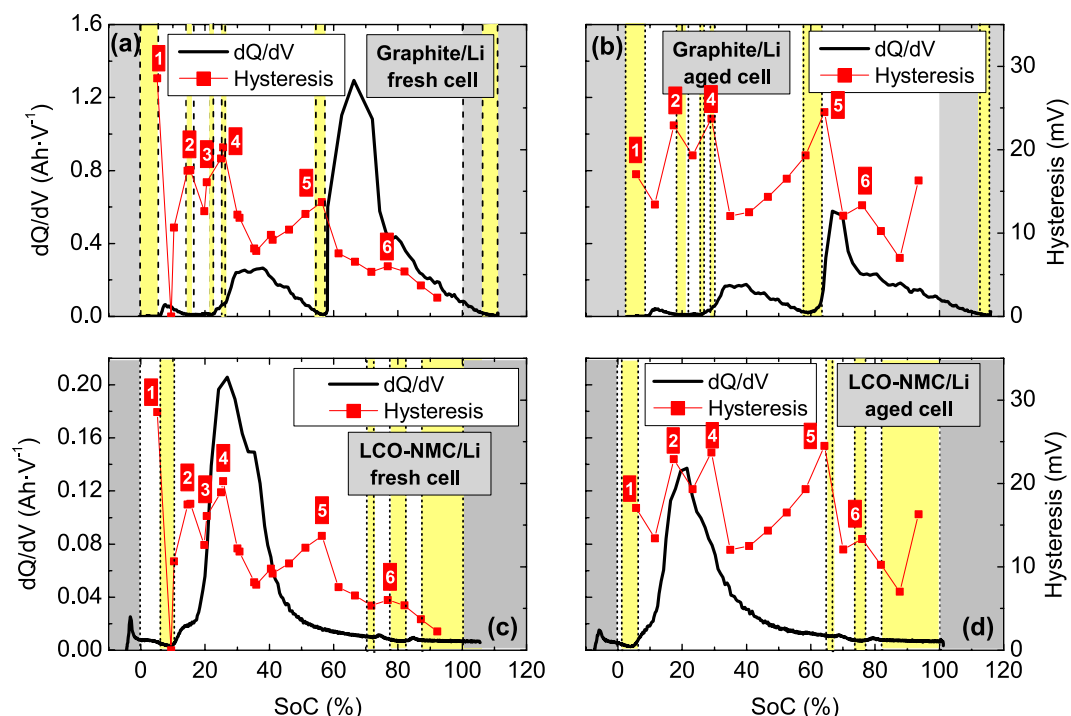 (a)
dQ/dV
Hysteresis
Graphite/Li
fresh cell
1
2
3
4
5
6
1.6
1.2
0.8
0.4
0.0
dQ/dV (Ah·V⁻¹)
(b)
Graphite/Li
aged cell
dQ/dV
Hysteresis
1
2
4
5
6
30
20
10
0
Hysteresis (mV)
dQ/dV
Hysteresis
LCO-NMC/Li
fresh cell
1
2
3
4
5
6
(c)
0.20
0.16
0.12
0.08
0.04
0.00
dQ/dV (Ah·V⁻¹)
0 20 40 60 80 100 120
SoC (%)
dQ/dV
Hysteresis
LCO-NMC/Li
aged cell
1
2
4
5
6
(d)
30
20
10
0
Hysteresis (mV)
0 20 40 60 80 100 120
SoC (%)